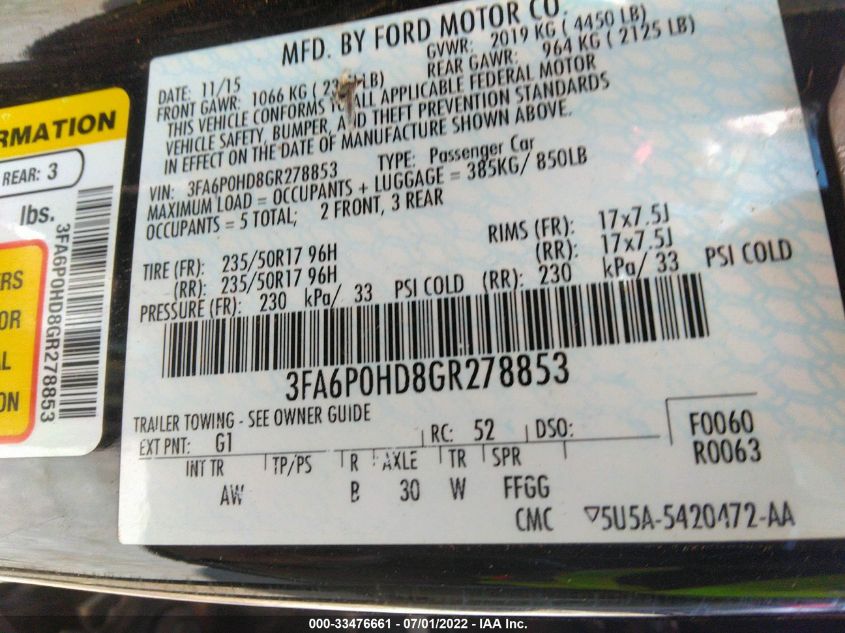 MFD. BY FORD MOTOR CO.
DATE: 11/15 GVWR: 2019 KG ( 4450 LB)
FRONT GAWR: 1066 KG ( LB) REAR GAWR: 964 KG ( 2125 LB)
THIS VEHICLE CONFORMS ALL APPLICABLE FEDERAL MOTOR
VEHICLE SAFETY, BUMPER, AND THEFT PREVENTION STANDARDS
IN EFFECT ON THE DATE OF MANUFACTURE SHOWN ABOVE.
VIN: 3FA6P0HD8GR278853 TYPE: Passenger Car
MAXIMUM LOAD = OCCUPANTS + LUGGAGE = 385KG/ 850LB
OCCUPANTS = 5 TOTAL; 2 FRONT, 3 REAR
TIRE (FR): 235/50R17 96H RIMS (FR): 17x7.5J
(RR): 235/50R17 96H (RR): 17x7.5J
PRESSURE (FR): 230 kPa/ 33 PSI COLD (RR): 230 kPa/ 33 PSI COLD
3FA6P0HD8GR278853
TRAILER TOWING - SEE OWNER GUIDE
EXT PNT: G1 RC: 52 DSO: F0060
R0063
INT TR TP/PS R AXLE TR SPR
AW B 30 W FFGG
CMC ▽5U5A-5420472-AA
RMATION
REAR: 3
lbs.
3FA6P0HD8GR278853
ERS
OR
AL
ON
000-33476661 - 07/01/2022 - IAA Inc.